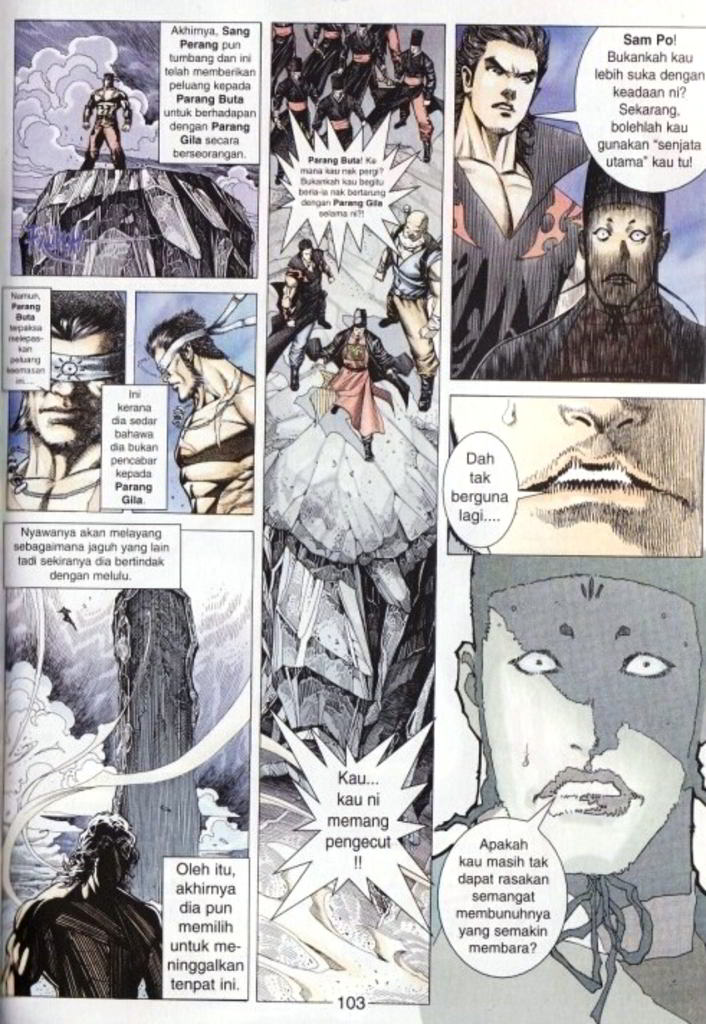 Akhirnya, Sang
Perang pun
tumbang dan ini
telah memberikan
peluang kepada
Parang Buta
untuk berhadapan
dengan Parang
Gila secara
berseorangan.
Namun,
Parang
Buta
terpaksa
melepas-
kan
peluang
keemasan
ini....
Ini
kerana
dia sedar
bahawa
dia bukan
pencabar
kepada
Parang
Gila.
Nyawanya akan melayang
sebagaimana jaguh yang lain
tadi sekiranya dia bertindak
dengan melulu.
Oleh itu,
akhirnya
dia pun
memilih
untuk me-
ninggalkan
tempat ini.
Parang Buta! Ke
mana kau nak pergi?
Bukankah kau begitu
beria-ia nak bertarung
dengan Parang Gila
selama ni?!
Kau...
kau ni
memang
pengecut
!!
Sam Po!
Bukankah kau
lebih suka dengan
keadaan ni?
Sekarang,
bolehlah kau
gunakan "senjata
utama" kau tu!
Dah
tak
berguna
lagi....
Apakah
kau masih tak
dapat rasakan
semangat
membunuhnya
yang semakin
membara?
103